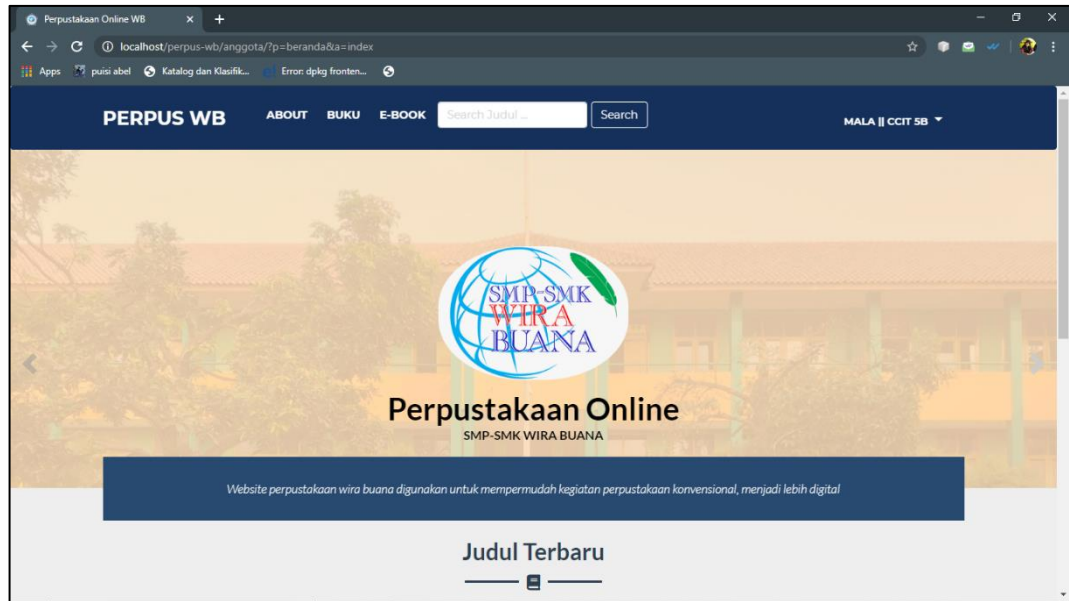 Perpustakaan Online WB
localhost/perpus-wb/anggota/?p=beranda&a=index
Apps puisi abel Katalog dan Klasifik... Error: dpkg fronten...
PERPUS WB ABOUT BUKU E-BOOK Search Judul ... Search MALA || CCIT 5B
SMP-SMK
WIRA
BUANA
Perpustakaan Online
SMP-SMK WIRA BUANA
Website perpustakaan wira buana digunakan untuk mempermudah kegiatan perpustakaan konvensional, menjadi lebih digital
Judul Terbaru